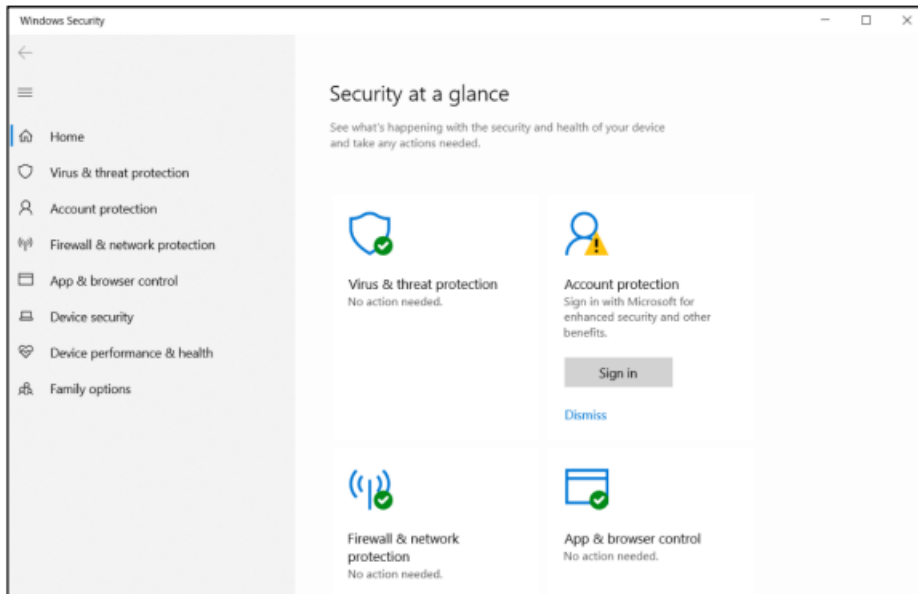 Windows Security
Home
Virus & threat protection
Account protection
Firewall & network protection
App & browser control
Device security
Device performance & health
Family options
Security at a glance
See what's happening with the security and health of your device
and take any actions needed.
Virus & threat protection
No action needed.
Account protection
Sign in with Microsoft for
enhanced security and other
benefits.
Sign in
Dismiss
Firewall & network
protection
No action needed.
App & browser control
No action needed.